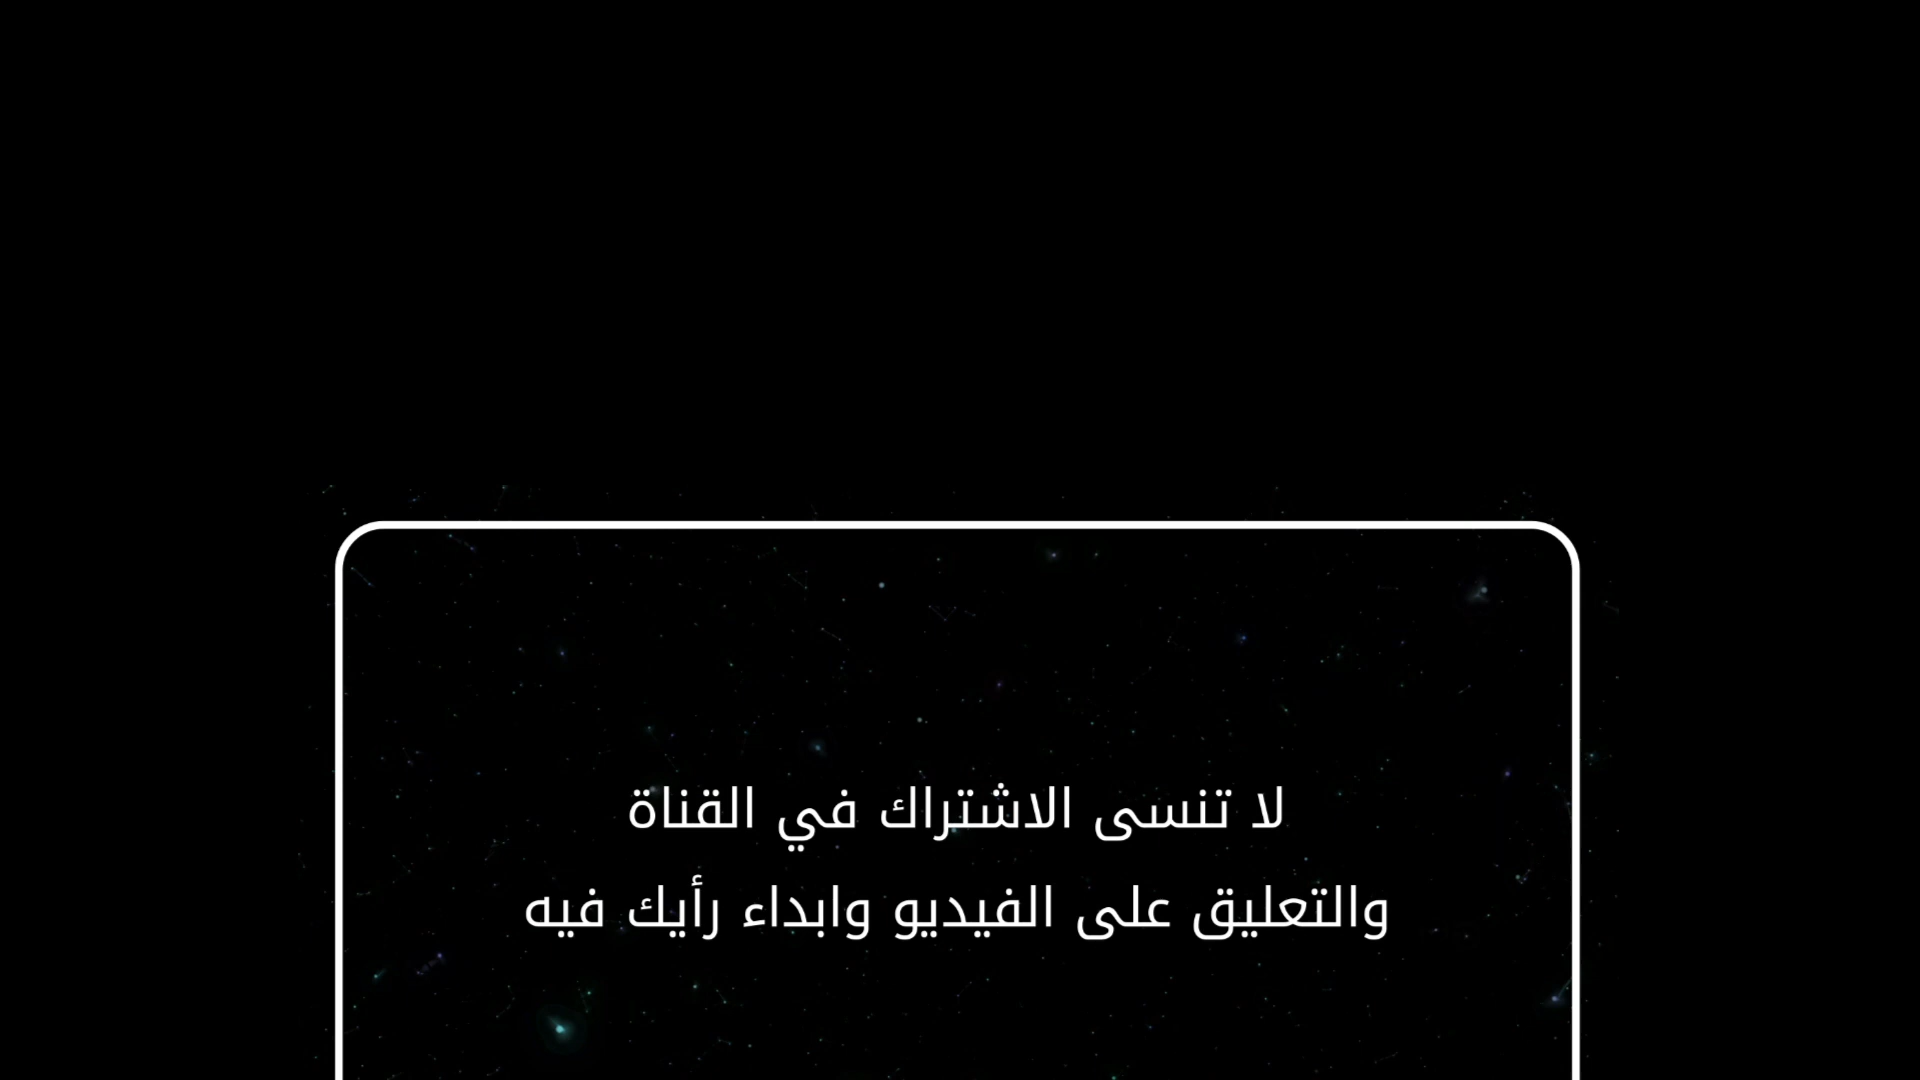 لا تنسى الاشتراك في القناة
والتعليق على الفيديو وابداء رأيك فيه